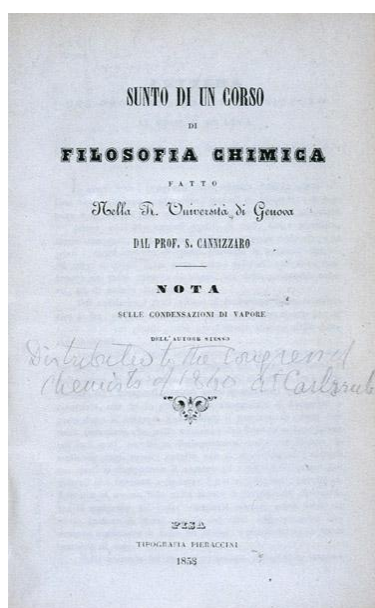 SUNTO DI UN CORSO
DI
FILOSOFIA CHIMICA
FATTO
Nella R. Università di Genova
DAL PROF. S. CANNIZZARO
NOTA
SULLE CONDENSAZIONI DI VAPORE
DELL'AUTORE STESSO
Distributed to the Congress of
Chemists of 1860 at Carlsruhe
PISA
TIPOGRAFIA PIERACCINI
1858